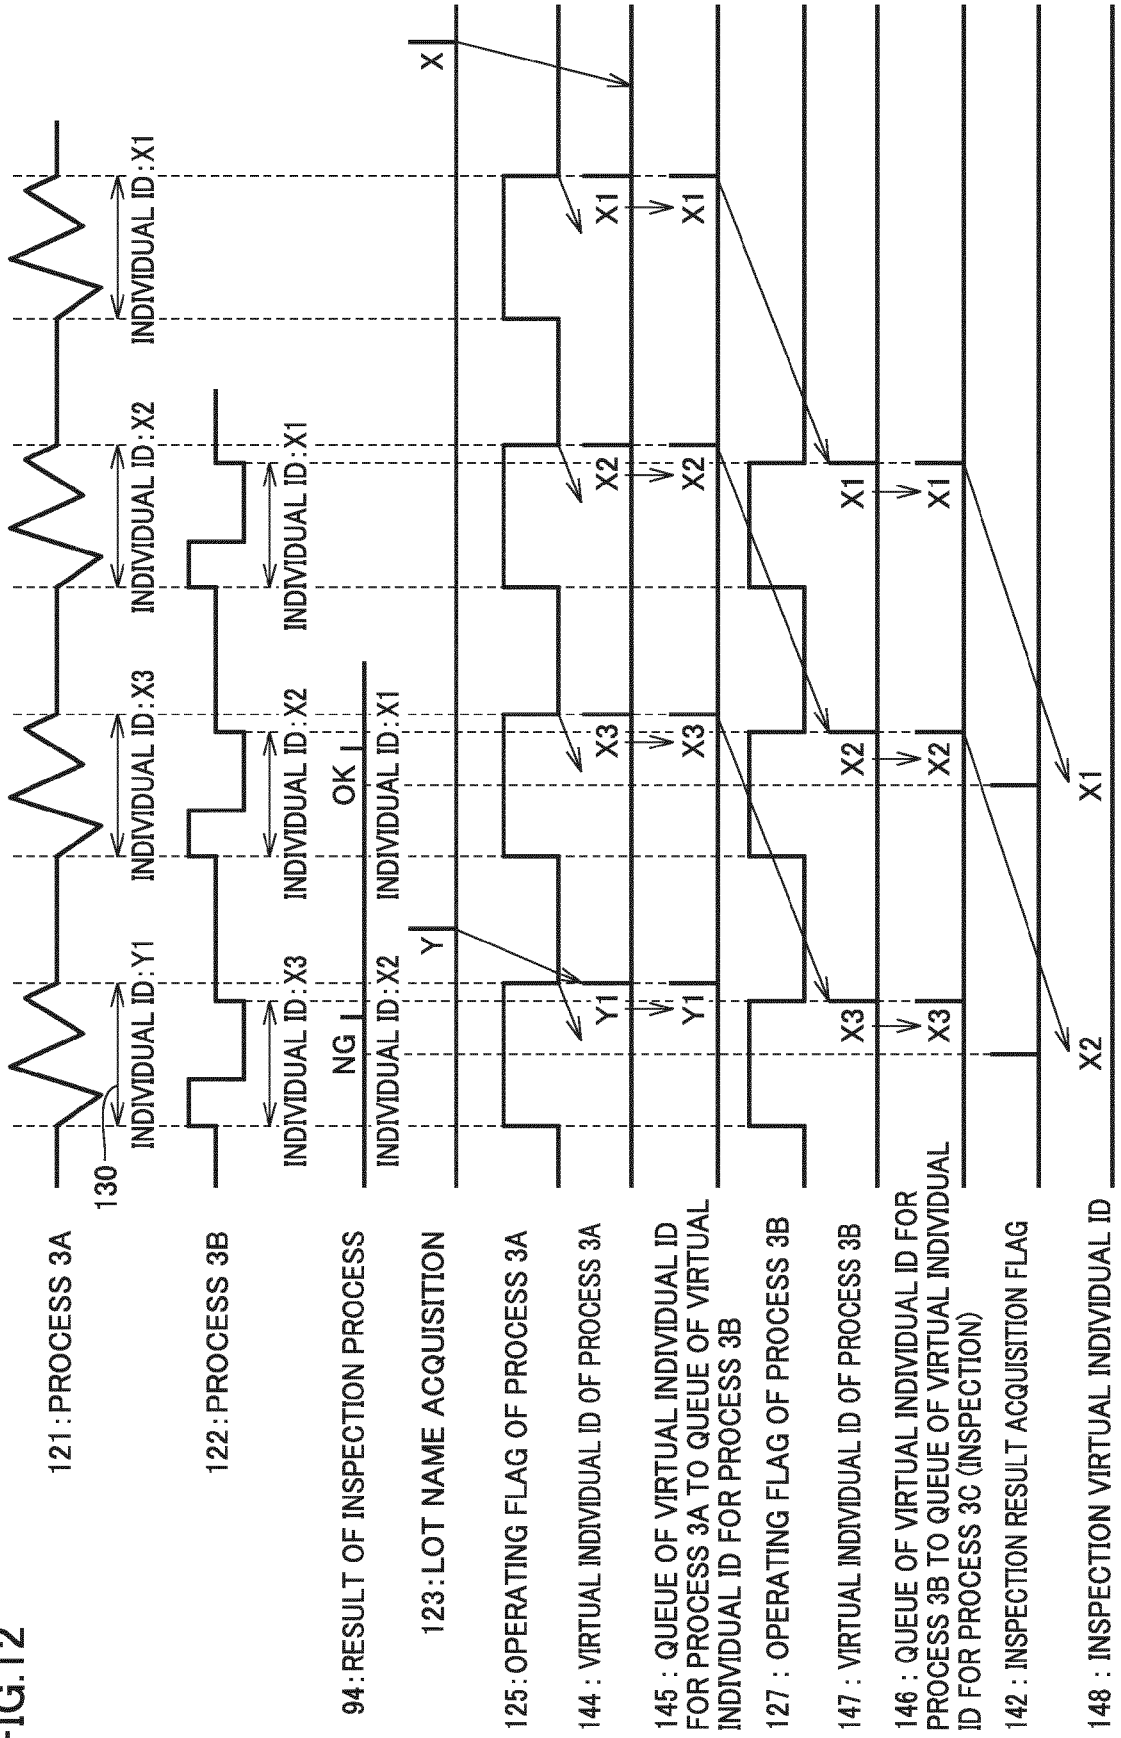 FIG.12
121 : PROCESS 3A
130
INDIVIDUAL ID : Y1
INDIVIDUAL ID : X3
INDIVIDUAL ID : X2
INDIVIDUAL ID : X1
122 : PROCESS 3B
INDIVIDUAL ID : X3
INDIVIDUAL ID : X2
INDIVIDUAL ID : X1
94 : RESULT OF INSPECTION PROCESS
NG
OK
INDIVIDUAL ID : X2
INDIVIDUAL ID : X1
123 : LOT NAME ACQUISITION
Y
X
125 : OPERATING FLAG OF PROCESS 3A
144 : VIRTUAL INDIVIDUAL ID OF PROCESS 3A
Y1
X3
X2
X1
145 : QUEUE OF VIRTUAL INDIVIDUAL ID
FOR PROCESS 3A TO QUEUE OF VIRTUAL
INDIVIDUAL ID FOR PROCESS 3B
Y1
X3
X2
X1
127 : OPERATING FLAG OF PROCESS 3B
147 : VIRTUAL INDIVIDUAL ID OF PROCESS 3B
X3
X2
X1
146 : QUEUE OF VIRTUAL INDIVIDUAL ID FOR
PROCESS 3B TO QUEUE OF VIRTUAL INDIVIDUAL
ID FOR PROCESS 3C (INSPECTION)
X3
X2
X1
142 : INSPECTION RESULT ACQUISITION FLAG
148 : INSPECTION VIRTUAL INDIVIDUAL ID
X2
X1